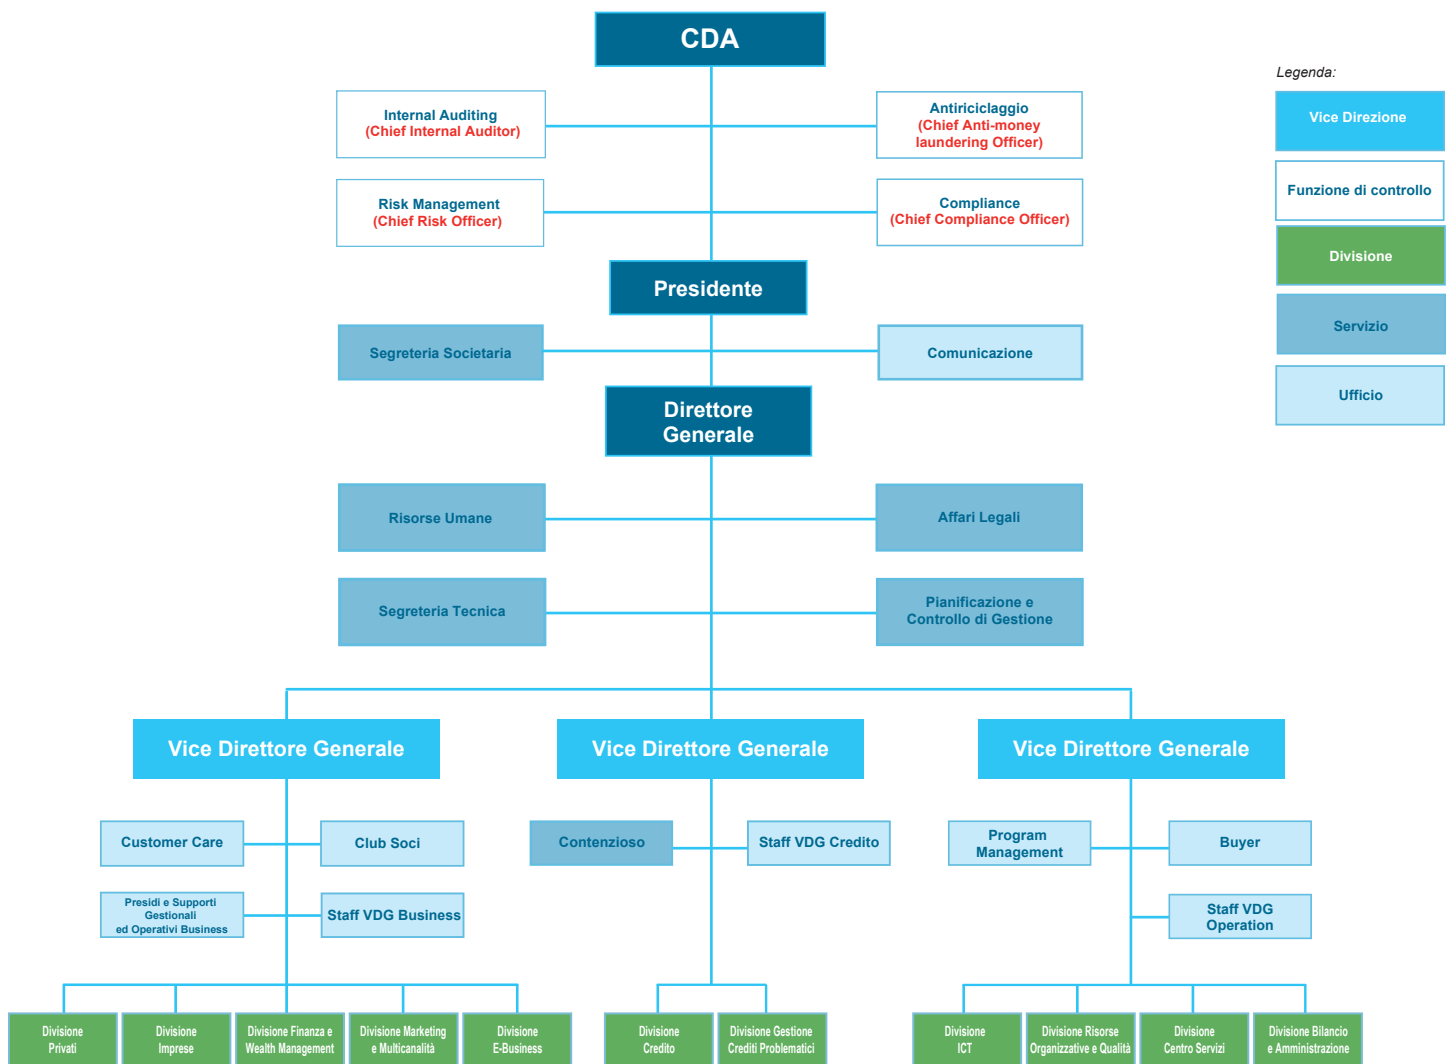 CDA
Legenda:
Internal Auditing
(Chief Internal Auditor)
Antiriciclaggio
(Chief Anti-money
laundering Officer)
Vice Direzione
Risk Management
(Chief Risk Officer)
Compliance
(Chief Compliance Officer)
Funzione di controllo
Divisione
Presidente
Servizio
Segreteria Societaria
Comunicazione
Ufficio
Direttore
Generale
Risorse Umane
Affari Legali
Segreteria Tecnica
Pianificazione e
Controllo di Gestione
Vice Direttore Generale
Vice Direttore Generale
Vice Direttore Generale
Customer Care
Club Soci
Contenzioso
Staff VDG Credito
Program
Management
Buyer
Presidi e Supporti
Gestionali
ed Operativi Business
Staff VDG Business
Staff VDG
Operation
Divisione
Privati
Divisione
Imprese
Divisione Finanza e
Wealth Management
Divisione Marketing
e Multicanalità
Divisione
E-Business
Divisione
Credito
Divisione Gestione
Crediti Problematici
Divisione
ICT
Divisione Risorse
Organizzative e Qualità
Divisione
Centro Servizi
Divisione Bilancio
e Amministrazione